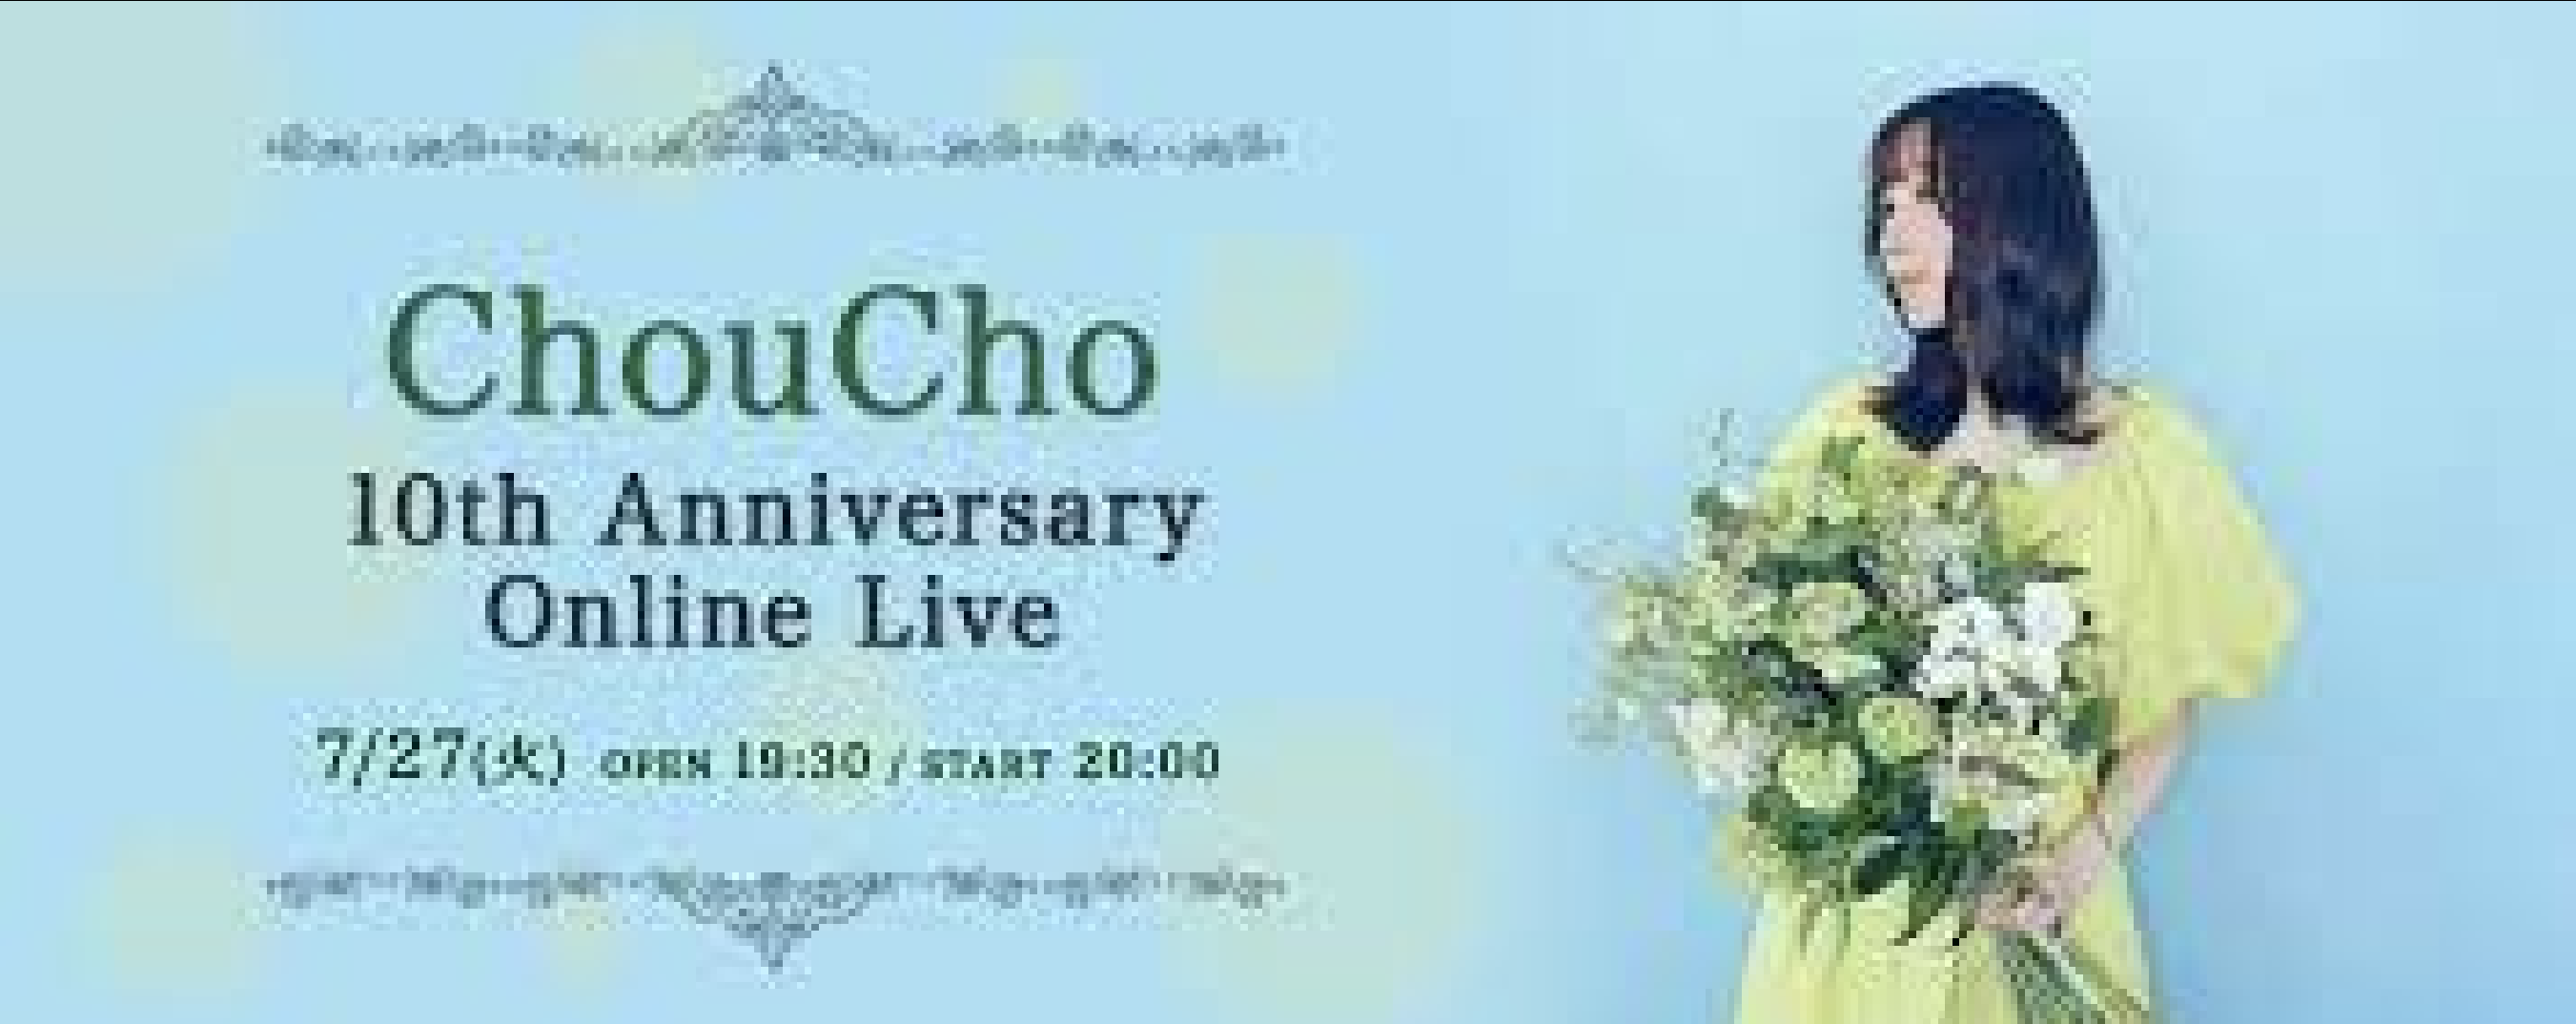 ChouCho
10th Anniversary
Online Live
7/27(火) OPEN 19:30 / START 20:00